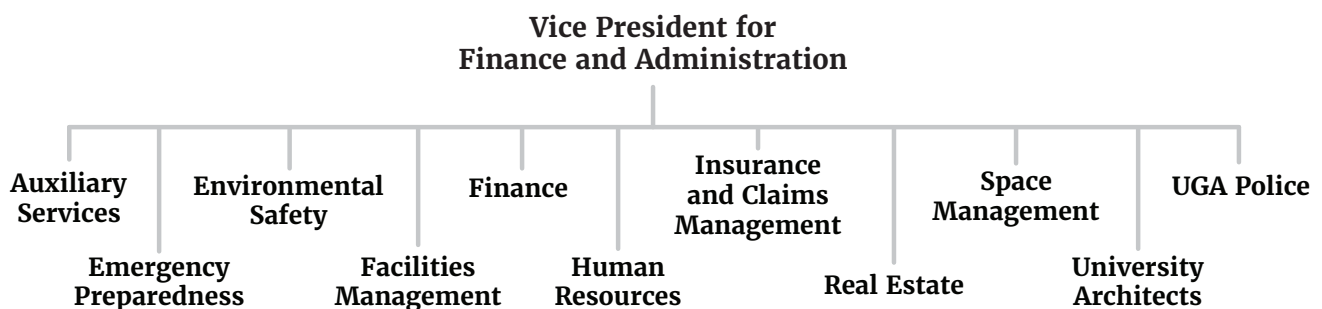 Vice President for
Finance and Administration
Auxiliary
Services
Emergency
Preparedness
Environmental
Safety
Facilities
Management
Finance
Human
Resources
Insurance
and Claims
Management
Real Estate
Space
Management
University
Architects
UGA Police